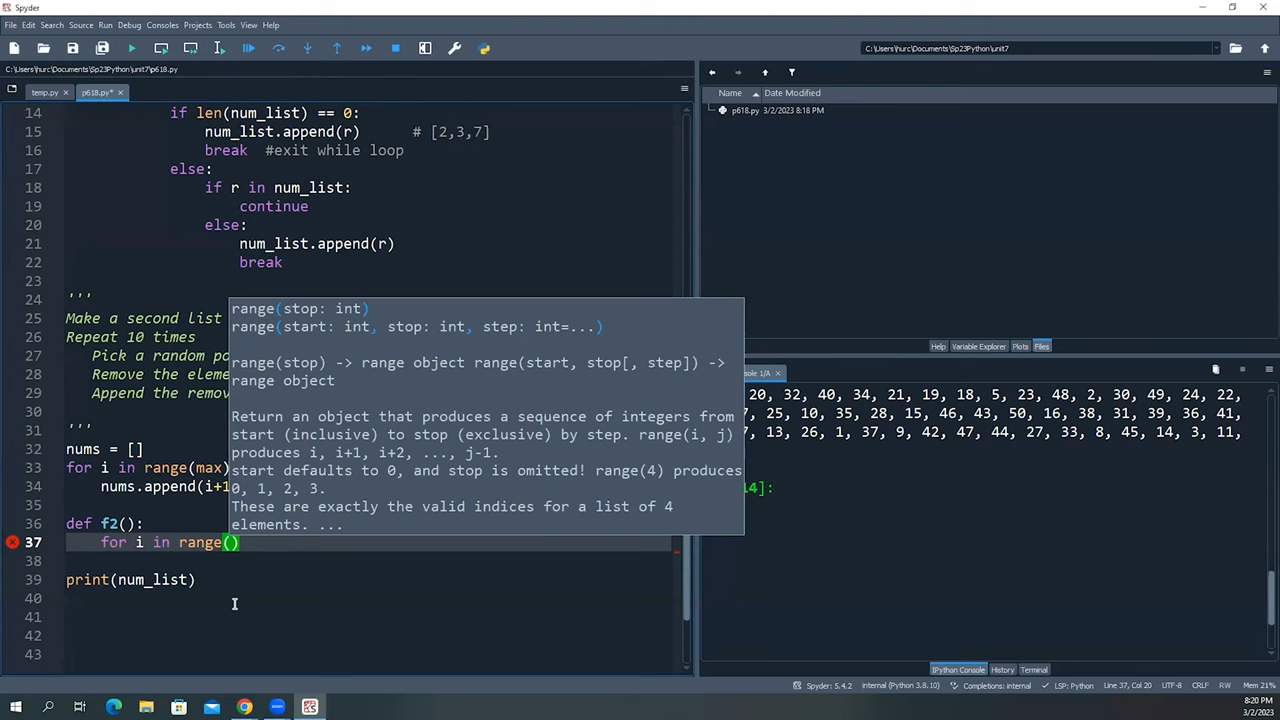 Spyder
File Edit Search Source Run Debug Consoles Projects Tools View Help
C:\Users\hurc\Documents\Sp23Python\unit7
C:\Users\hurc\Documents\Sp23Python\unit7\p618.py
temp.py
p618.py*
14 if len(num_list) == 0:
15 num_list.append(r) # [2,3,7]
16 break #exit while loop
17 else:
18 if r in num_list:
19 continue
20 else:
21 num_list.append(r)
22 break
23
24 '''
25 Make a second list
26 Repeat 10 times
27 Pick a random po
28 Remove the eleme
29 Append the remov
30
31 '''
32 nums = []
33 for i in range(max)
34 nums.append(i+1
35
36 def f2():
37 for i in range()
38
39 print(num_list)
40
41
42
43
range(stop: int)
range(start: int, stop: int, step: int=...)
range(stop) -> range object range(start, stop[, step]) ->
range object
Return an object that produces a sequence of integers from
start (inclusive) to stop (exclusive) by step. range(i, j)
produces i, i+1, i+2, ..., j-1.
start defaults to 0, and stop is omitted! range(4) produces
0, 1, 2, 3.
These are exactly the valid indices for a list of 4
elements. ...
Name Date Modified
p618.py 3/2/2023 8:18 PM
Help Variable Explorer Plots Files
sole 1/A
20, 32, 40, 34, 21, 19, 18, 5, 48, 2, 30, 49, 24, 22,
25, 10, 35, 28, 15, 46, 43, 50, 16, 38, 31, 39, 36, 41,
7, 13, 26, 1, 37, 9, 42, 47, 44, 27, 33, 8, 45, 14, 3, 11,
14]:
IPython Console History Terminal
Spyder: 5.4.2 internal (Python 3.8.10) Completions: internal LSP: Python Line 37, Col 20 UTF-8 CRLF RW Mem 21%
8:20 PM
3/2/2023